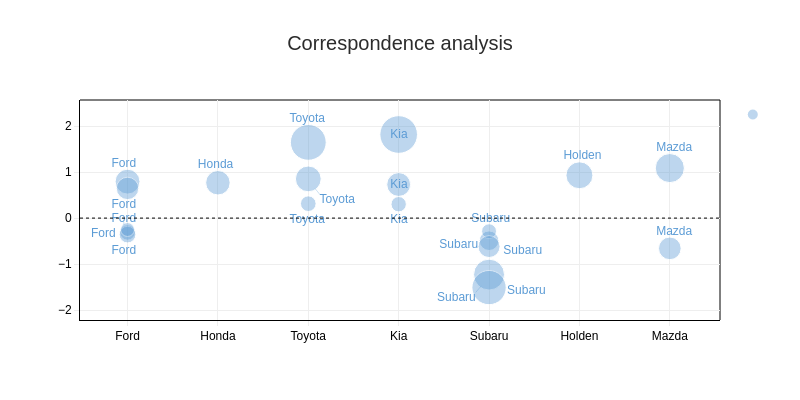 Correspondence analysis
Toyota
2
Kia
Mazda
Holden
Ford
Honda
1
Kia
Toyota
Ford
0
Ford
Toyota
Kia
Subaru
Ford
Mazda
Subaru
Ford
Subaru
−1
Subaru
Subaru
−2
Ford
Honda
Toyota
Kia
Subaru
Holden
Mazda